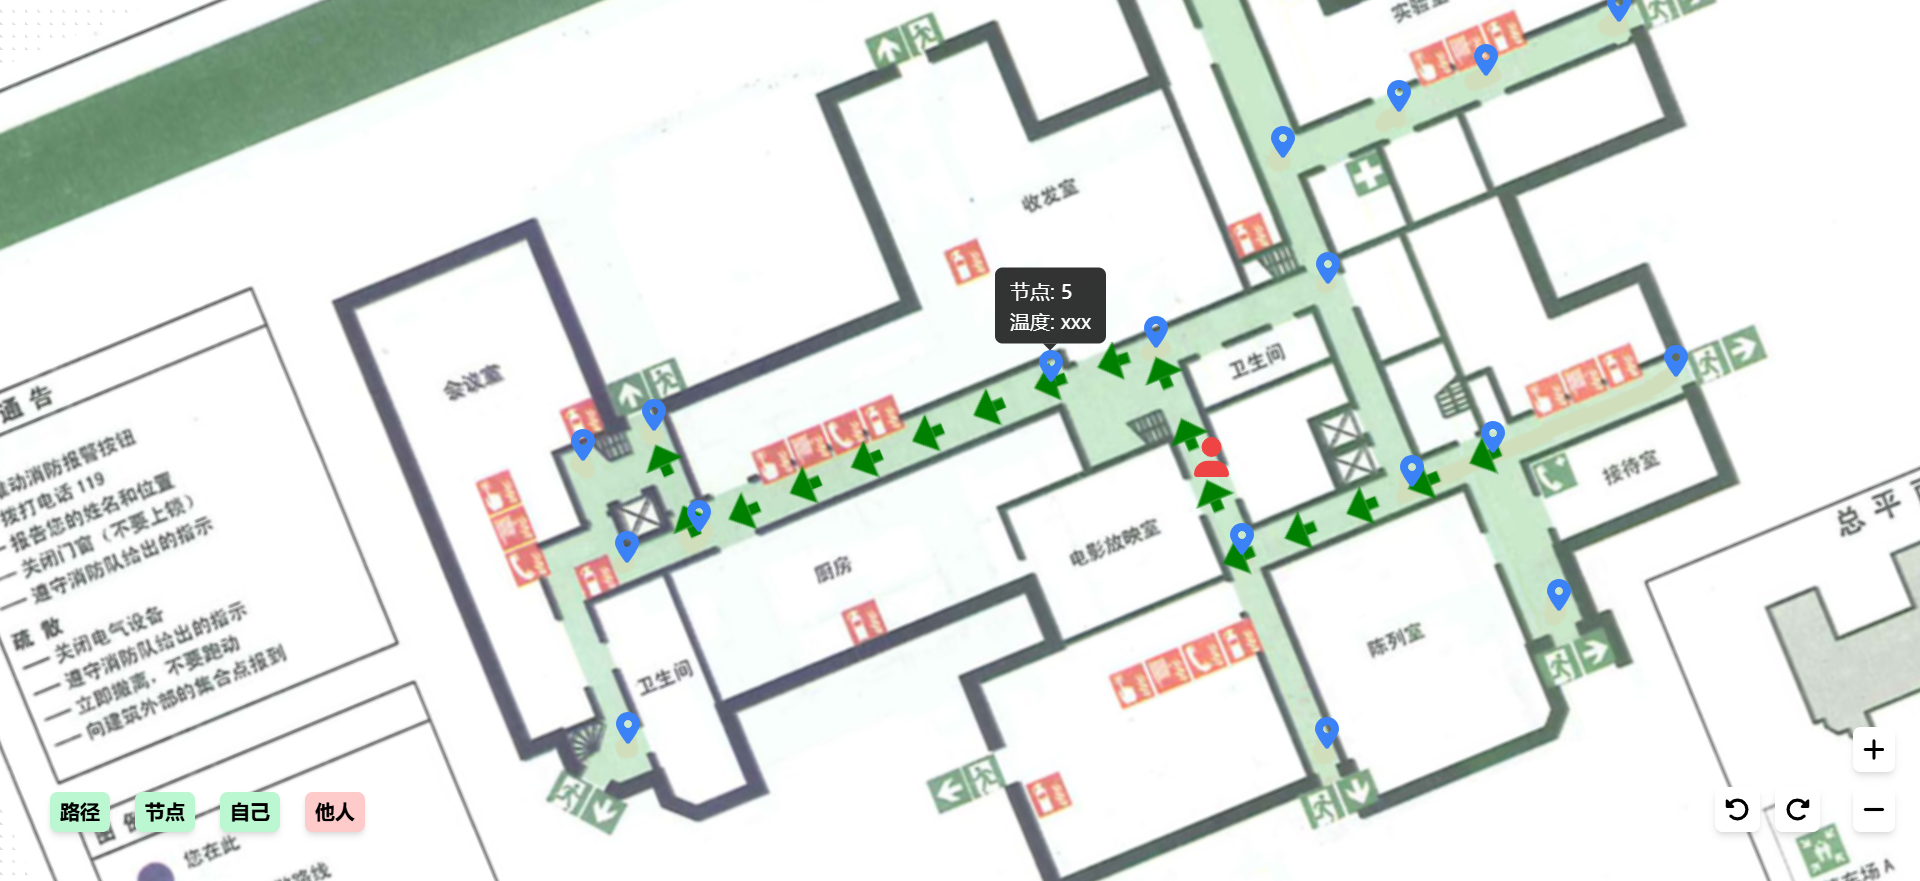 实验室
收发室
节点: 5
温度: xxx
卫生间
会议室
通告
动消防报警按钮
拨打电话 119
报告您的姓名和位置
关闭门窗（不要上锁）
遵守消防队给出的指示
疏散
关闭电气设备
遵守消防队给出的指示
立即撤离，不要跑动
向建筑外部的集合点报到
接待室
总平
电影放映室
厨房
陈列室
卫生间
路径
节点
自己
他人
您在此
路线
场A